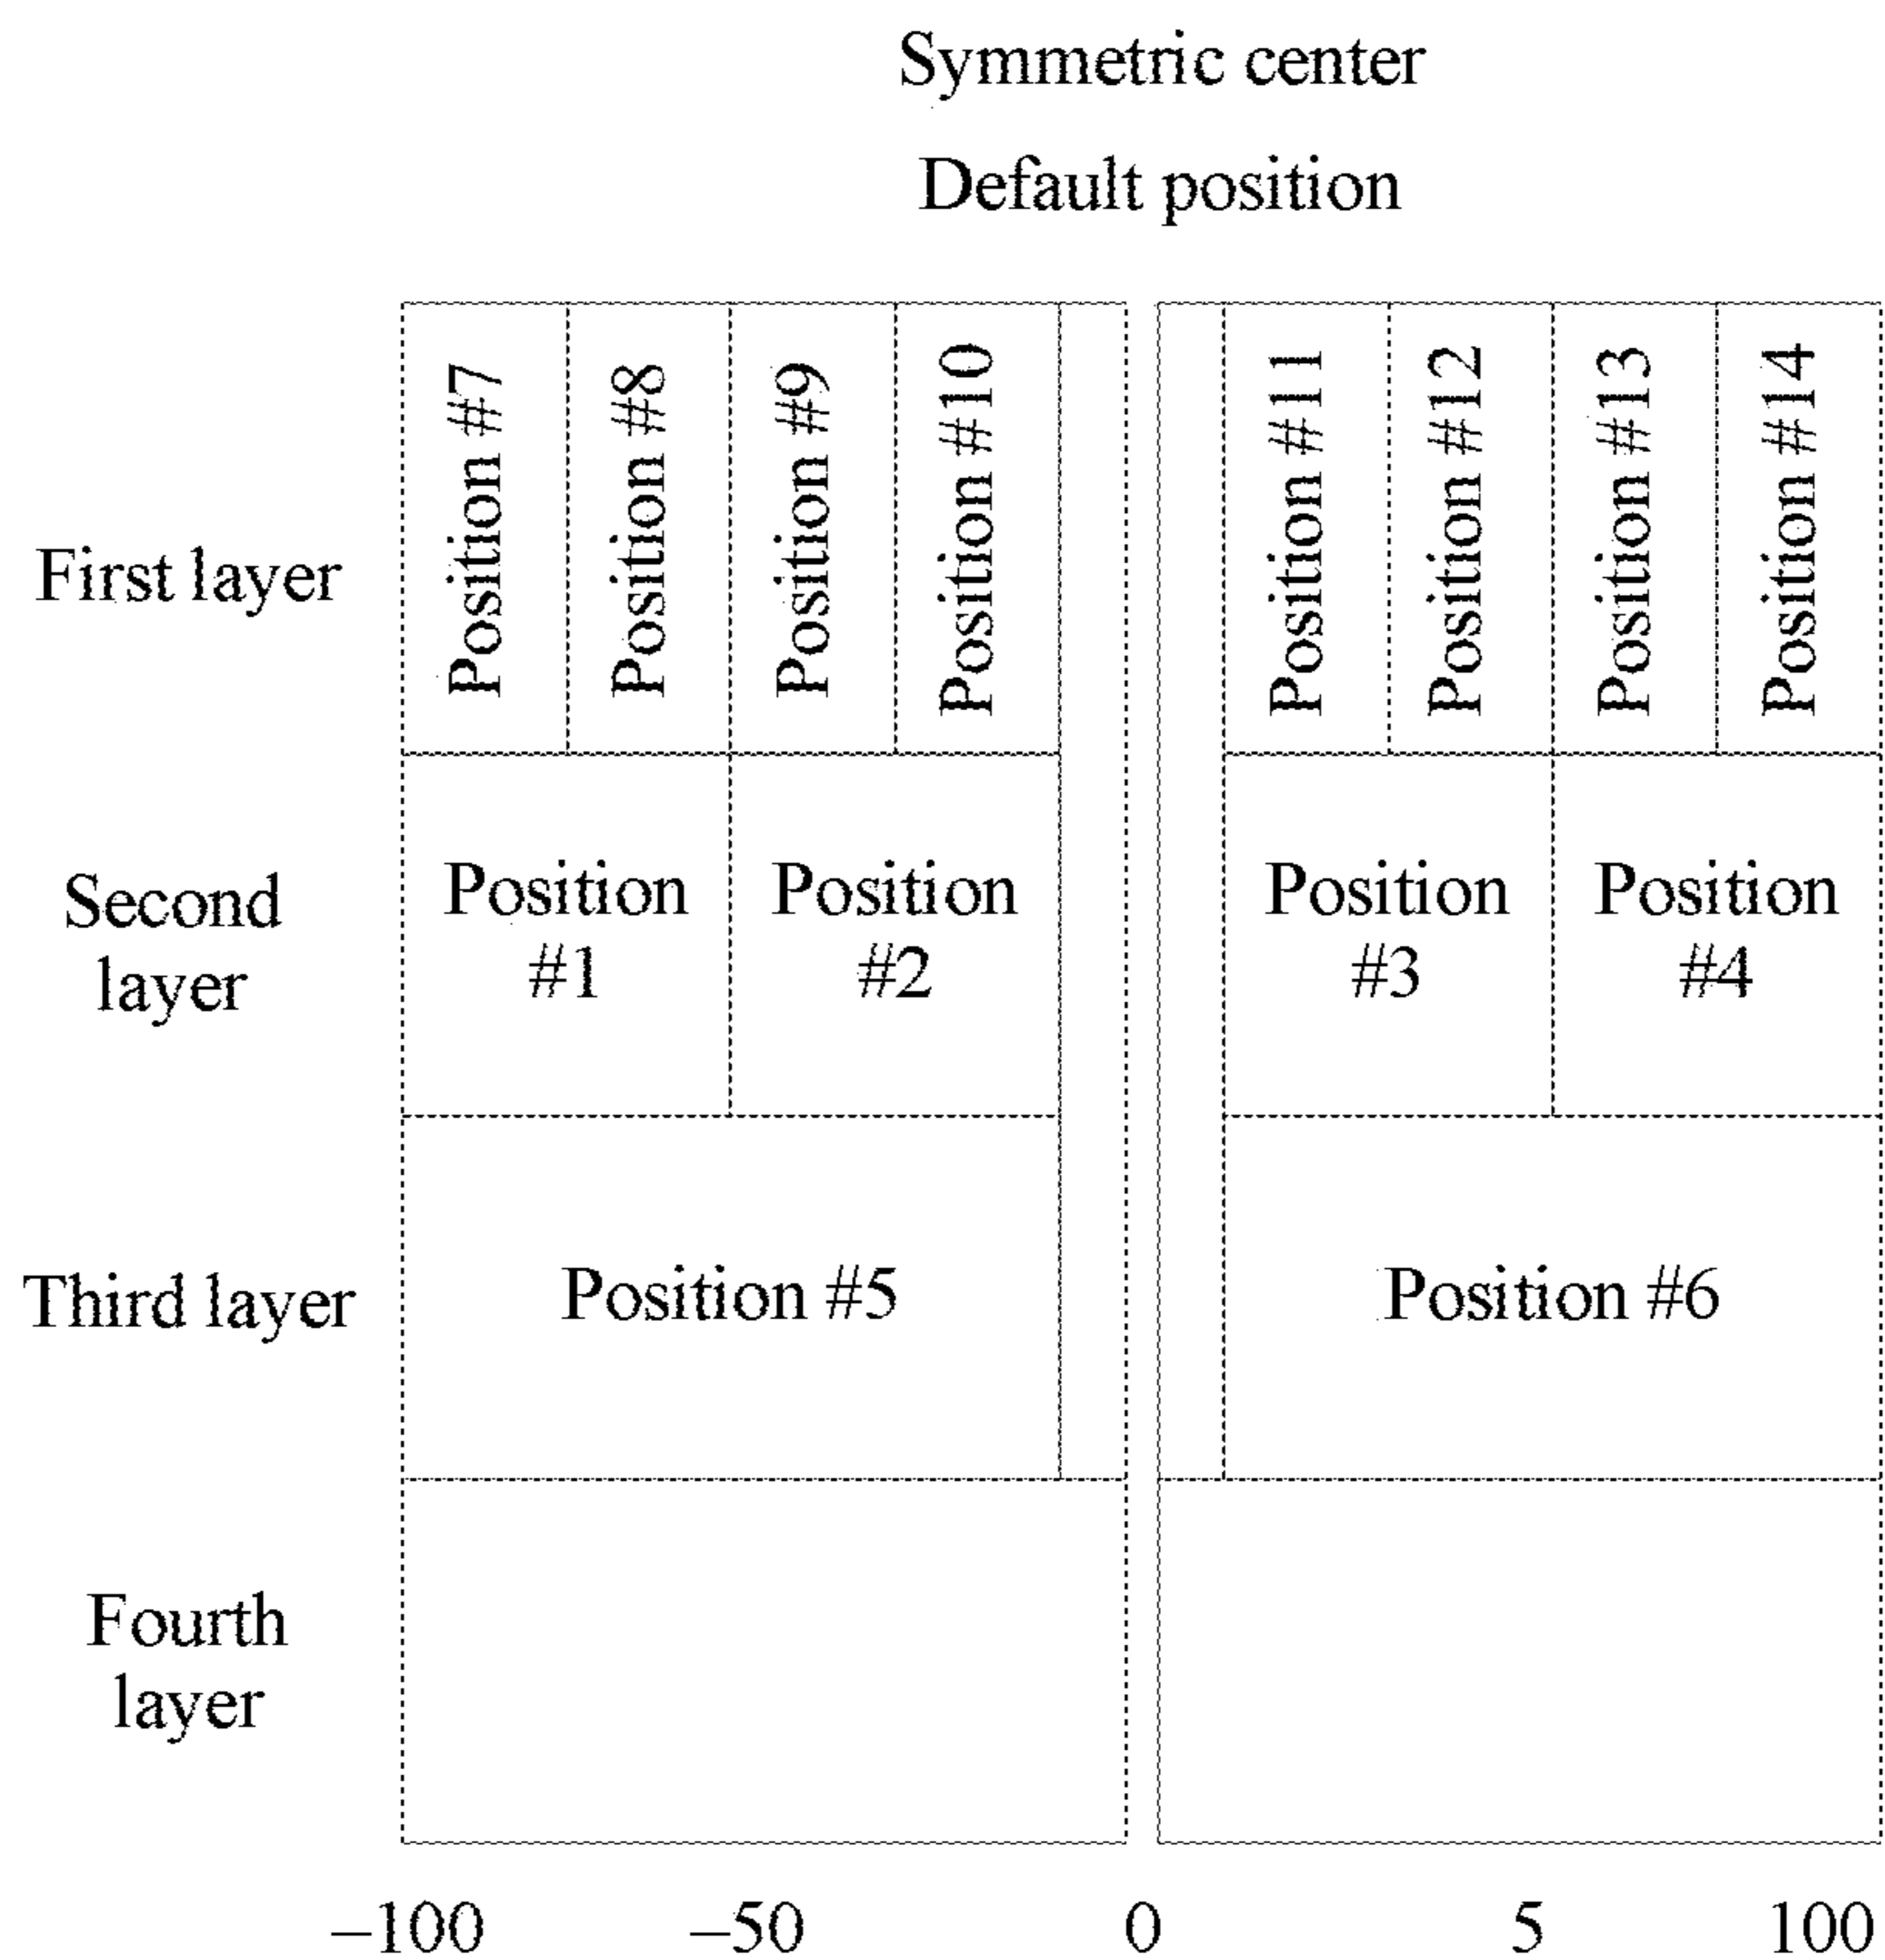 Symmetric center
Default position
First layer
Position #7
Position #8
Position #9
Position #10
Position #11
Position #12
Position #13
Position #14
Second
layer
Position
#1
Position
#2
Position
#3
Position
#4
Third layer
Position #5
Position #6
Fourth
layer
–100
–50
0
5
100